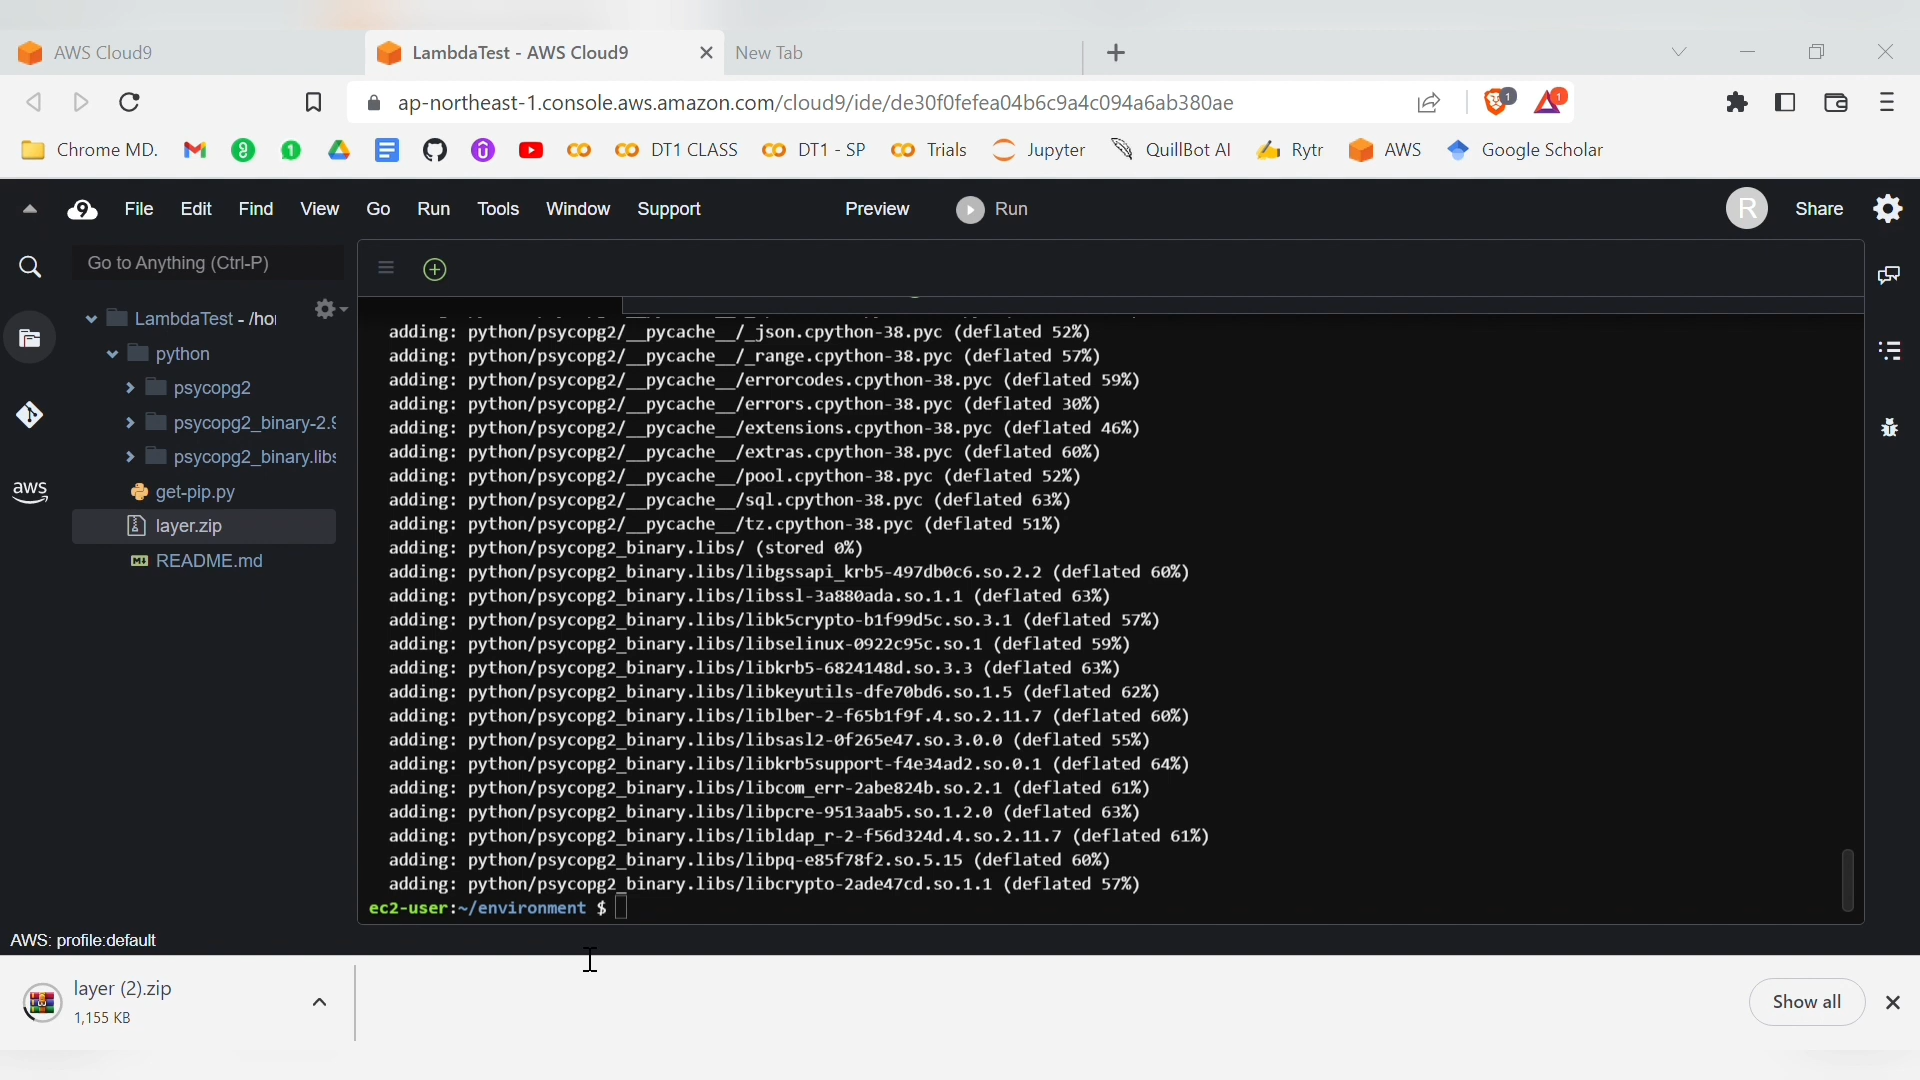 AWS Cloud9
LambdaTest - AWS Cloud9
New Tab
ap-northeast-1.console.aws.amazon.com/cloud9/ide/de30f0fefea04b6c9a4c094a6ab380ae
1
1
Chrome MD.
DT1 CLASS
DT1 - SP
Trials
Jupyter
QuillBot AI
Rytr
AWS
Google Scholar
9 File Edit Find View Go Run Tools Window Support Preview Run R Share
Go to Anything (Ctrl-P)
LambdaTest - /ho
python
psycopg2
psycopg2_binary-2.9
psycopg2_binary.libs
get-pip.py
layer.zip
README.md
aws
adding: python/psycopg2/__pycache__/_json.cpython-38.pyc (deflated 52%)
adding: python/psycopg2/__pycache__/_range.cpython-38.pyc (deflated 57%)
adding: python/psycopg2/__pycache__/errorcodes.cpython-38.pyc (deflated 59%)
adding: python/psycopg2/__pycache__/errors.cpython-38.pyc (deflated 30%)
adding: python/psycopg2/__pycache__/extensions.cpython-38.pyc (deflated 46%)
adding: python/psycopg2/__pycache__/extras.cpython-38.pyc (deflated 60%)
adding: python/psycopg2/__pycache__/pool.cpython-38.pyc (deflated 52%)
adding: python/psycopg2/__pycache__/sql.cpython-38.pyc (deflated 63%)
adding: python/psycopg2/__pycache__/tz.cpython-38.pyc (deflated 51%)
adding: python/psycopg2_binary.libs/ (stored 0%)
adding: python/psycopg2_binary.libs/libgssapi_krb5-497db0c6.so.2.2 (deflated 60%)
adding: python/psycopg2_binary.libs/libssl-3a880ada.so.1.1 (deflated 63%)
adding: python/psycopg2_binary.libs/libk5crypto-b1f99d5c.so.3.1 (deflated 57%)
adding: python/psycopg2_binary.libs/libselinux-0922c95c.so.1 (deflated 59%)
adding: python/psycopg2_binary.libs/libkrb5-6824148d.so.3.3 (deflated 63%)
adding: python/psycopg2_binary.libs/libkeyutils-dfe70bd6.so.1.5 (deflated 62%)
adding: python/psycopg2_binary.libs/liblber-2-f65b1f9f.4.so.2.11.7 (deflated 60%)
adding: python/psycopg2_binary.libs/libsasl2-0f265e47.so.3.0.0 (deflated 55%)
adding: python/psycopg2_binary.libs/libkrb5support-f4e34ad2.so.0.1 (deflated 64%)
adding: python/psycopg2_binary.libs/libcom_err-2abe824b.so.2.1 (deflated 61%)
adding: python/psycopg2_binary.libs/libpcre-9513aab5.so.1.2.0 (deflated 63%)
adding: python/psycopg2_binary.libs/libldap_r-2-f56d324d.4.so.2.11.7 (deflated 61%)
adding: python/psycopg2_binary.libs/libpq-e85f78f2.so.5.15 (deflated 60%)
adding: python/psycopg2_binary.libs/libcrypto-2ade47cd.so.1.1 (deflated 57%)
ec2-user:~/environment $
AWS: profile:default
layer (2).zip
1,155 KB
Show all